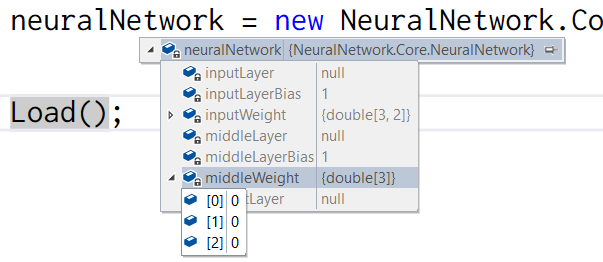 neuralNetwork = new NeuralNetwork.Co
neuralNetwork {NeuralNetwork.Core.NeuralNetwork}
inputLayer null
inputLayerBias 1
Load(); inputWeight {double[3, 2]}
middleLayer null
middleLayerBias 1
middleWeight {double[3]}
[0] 0 tLayer null
[1] 0
[2] 0